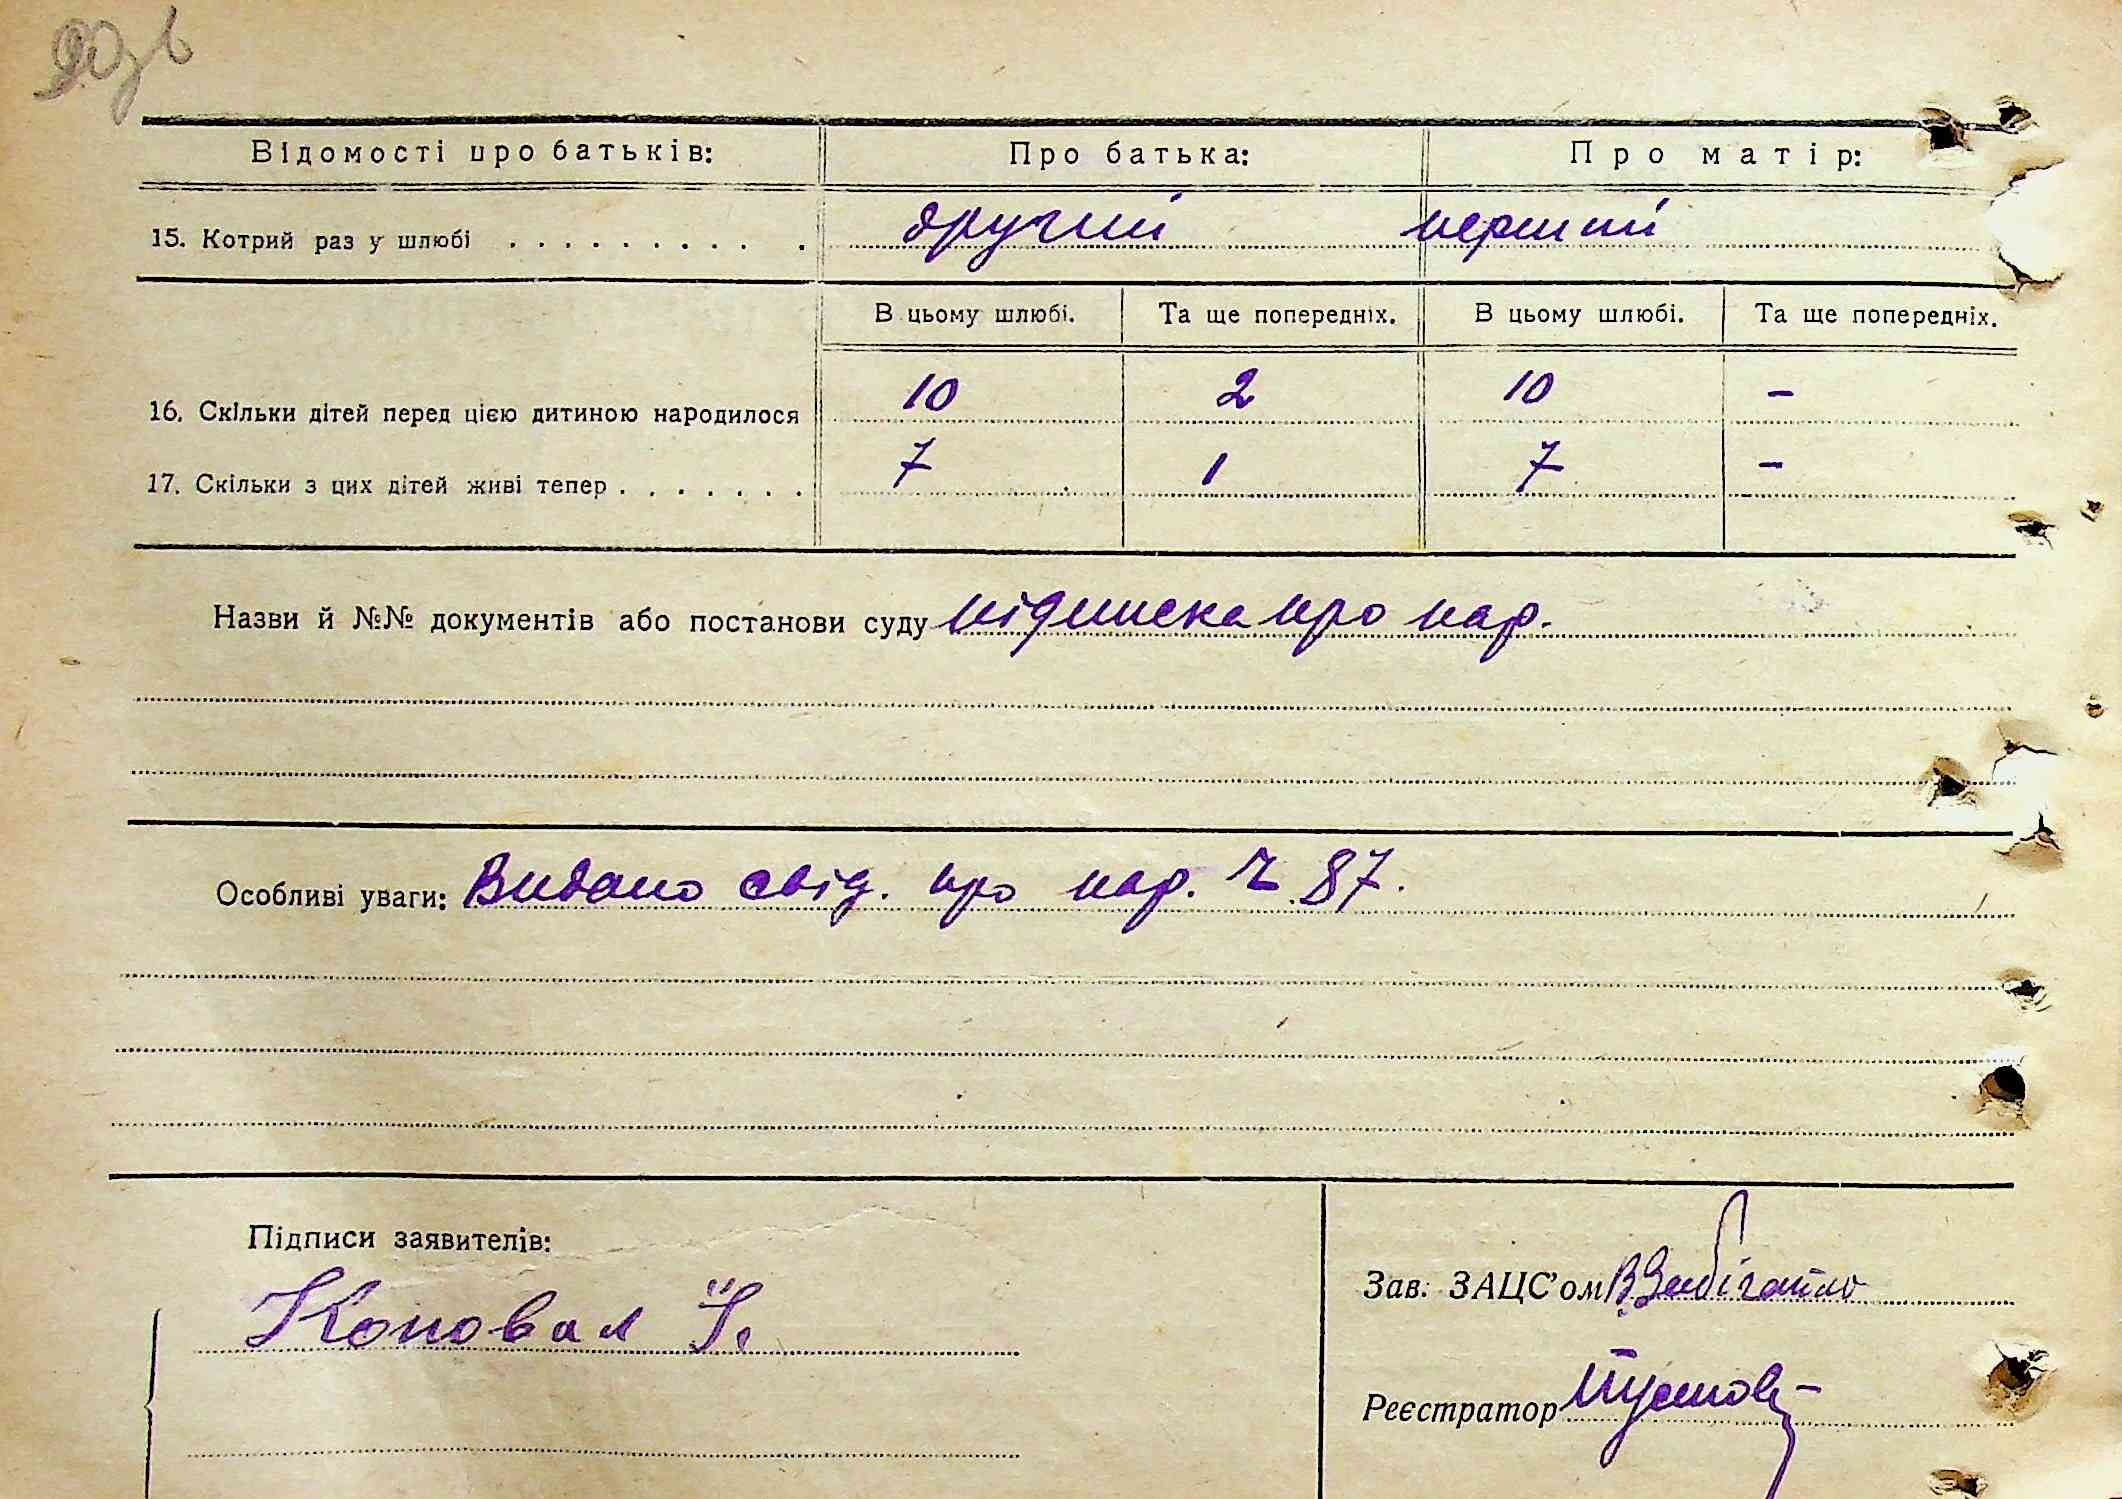 90зв
Відомості про батьків: Про батька: Про матір:
15. Котрий раз у шлюбі . . . . . . . . . . другий перший
В цьому шлюбі. Та ще попередніх. В цьому шлюбі. Та ще попередніх.
16. Скільки дітей перед цією дитиною народилося 10 2 10 –
17. Скільки з цих дітей живі тепер . . . . . . . 7 1 7 –
Назви й №№ документів або постанови суду підписка про нар.
Особливі уваги: Видано свід. про нар. Ч 87.
Підписи заявителів:
Зав. ЗАЦС'ом
Коновал Й.
Реєстратор